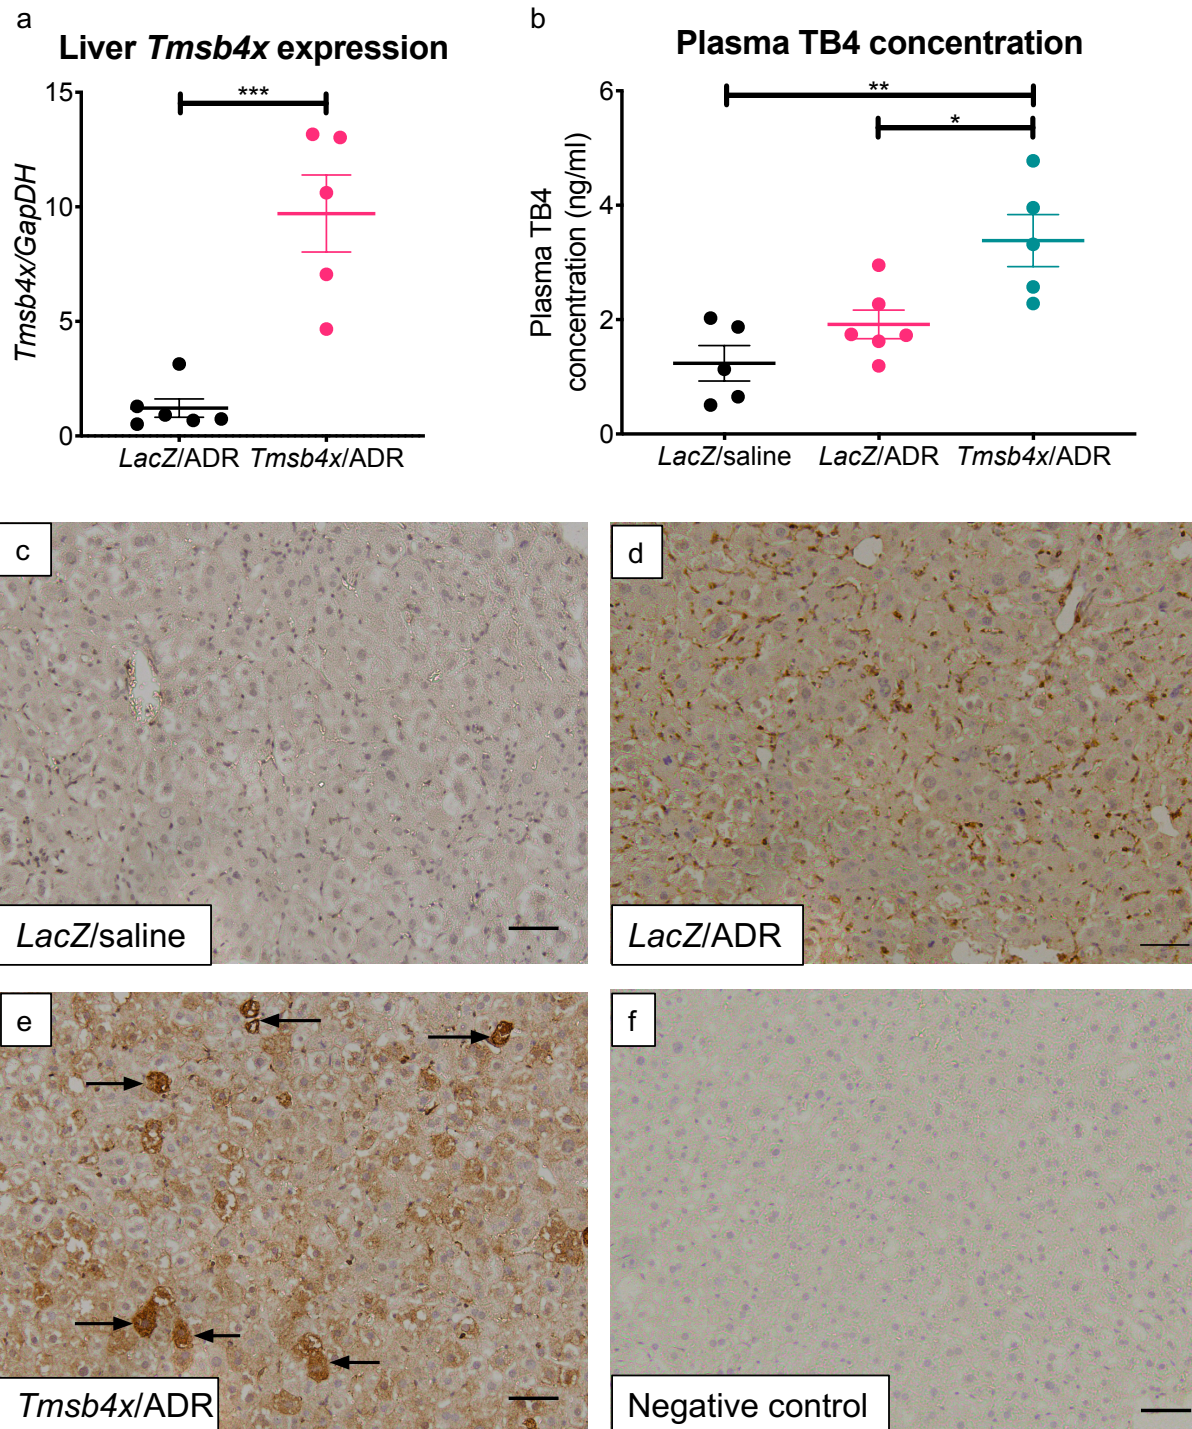 a
Liver Tmsb4x expression
15
10
5
0
Tmsb4x/GapDH
***
LacZ/ADR Tmsb4x/ADR
b
Plasma TB4 concentration
6
4
2
0
Plasma TB4
concentration (ng/ml)
**
*
LacZ/saline LacZ/ADR Tmsb4x/ADR
c
LacZ/saline
d
LacZ/ADR
e
Tmsb4x/ADR
f
Negative control